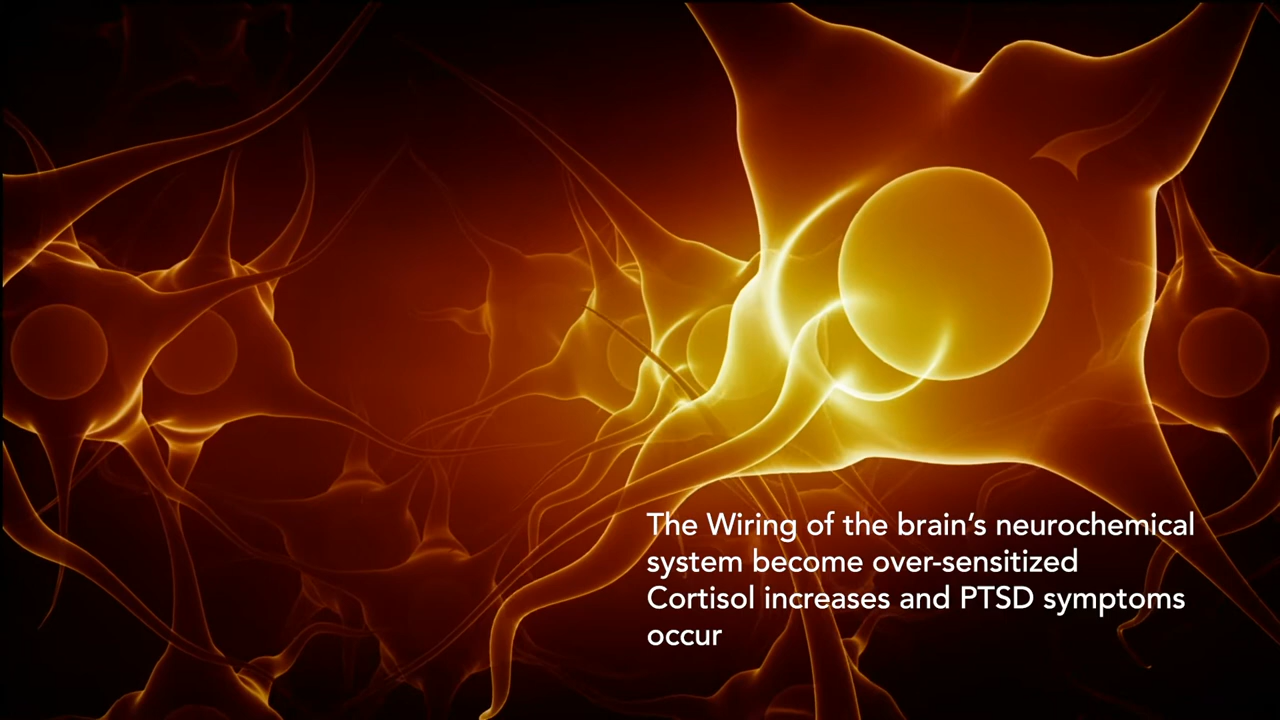 The Wiring of the brain’s neurochemical
system become over-sensitized
Cortisol increases and PTSD symptoms
occur